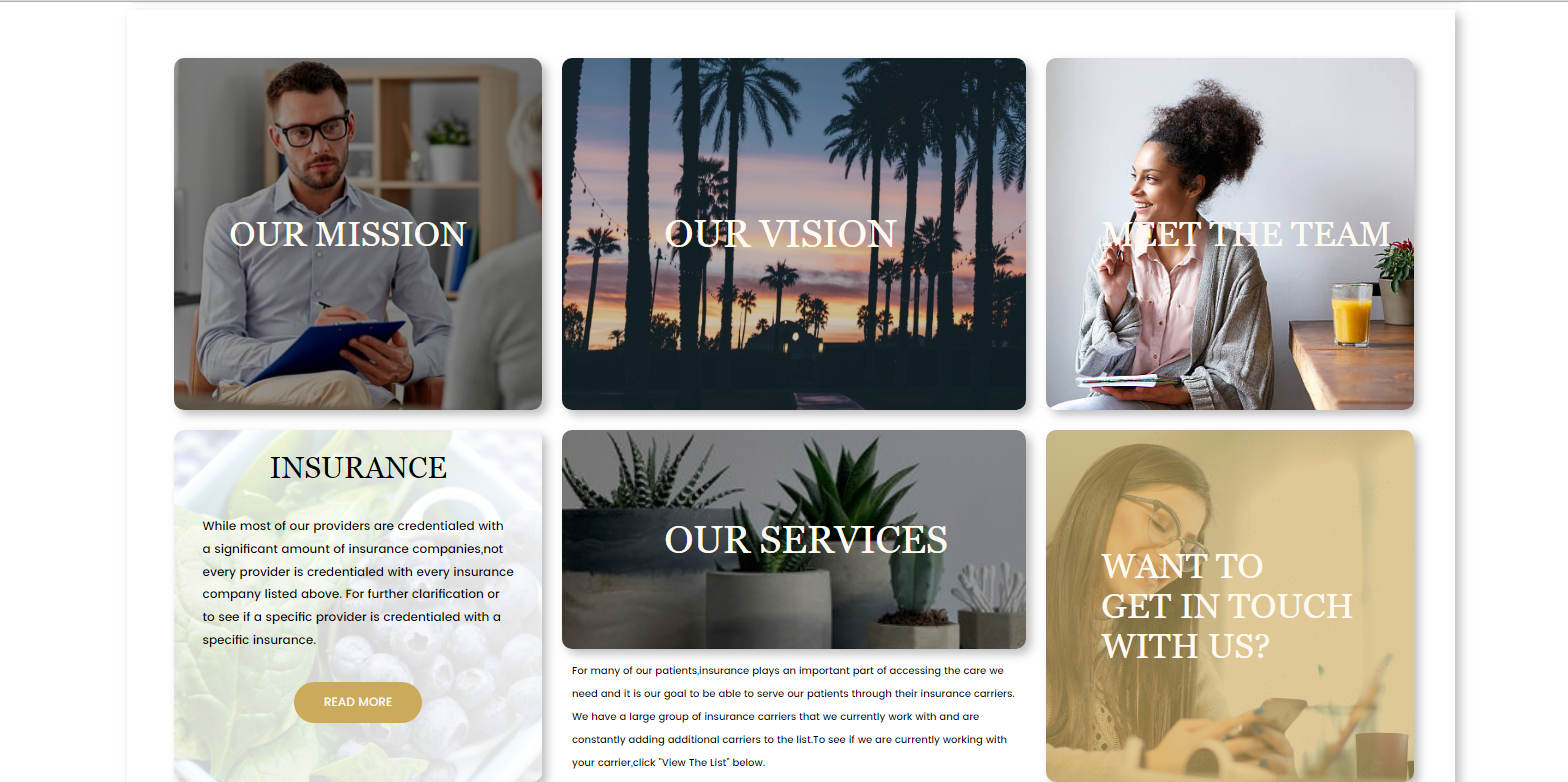 OUR MISSION
OUR VISION
MEET THE TEAM
INSURANCE
While most of our providers are credentialed with
a significant amount of insurance companies,not
every provider is credentialed with every insurance
company listed above. For further clarification or
to see if a specific provider is credentialed with a
specific insurance.
READ MORE
OUR SERVICES
For many of our patients,insurance plays an important part of accessing the care we
need and it is our goal to be able to serve our patients through their insurance carriers.
We have a large group of insurance carriers that we currently work with and are
constantly adding additional carriers to the list.To see if we are currently working with
your carrier,click "View The List" below.
WANT TO
GET IN TOUCH
WITH US?